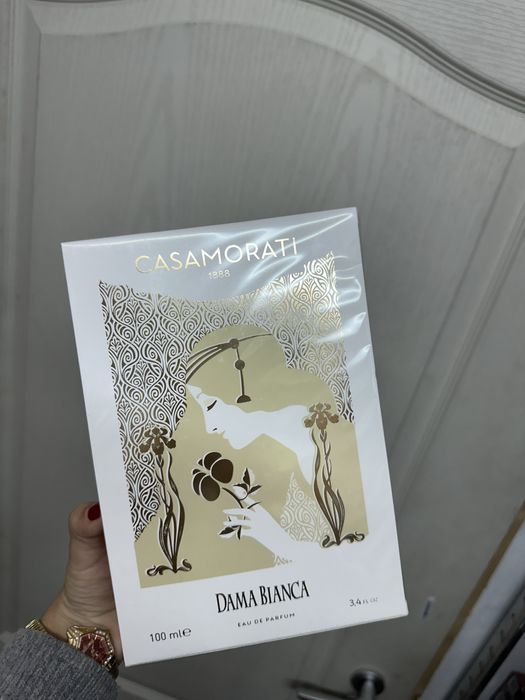 CASAMORATI
1888
DAMA BIANCA
EAU DE PARFUM
100 ml℮
3,4 FL OZ